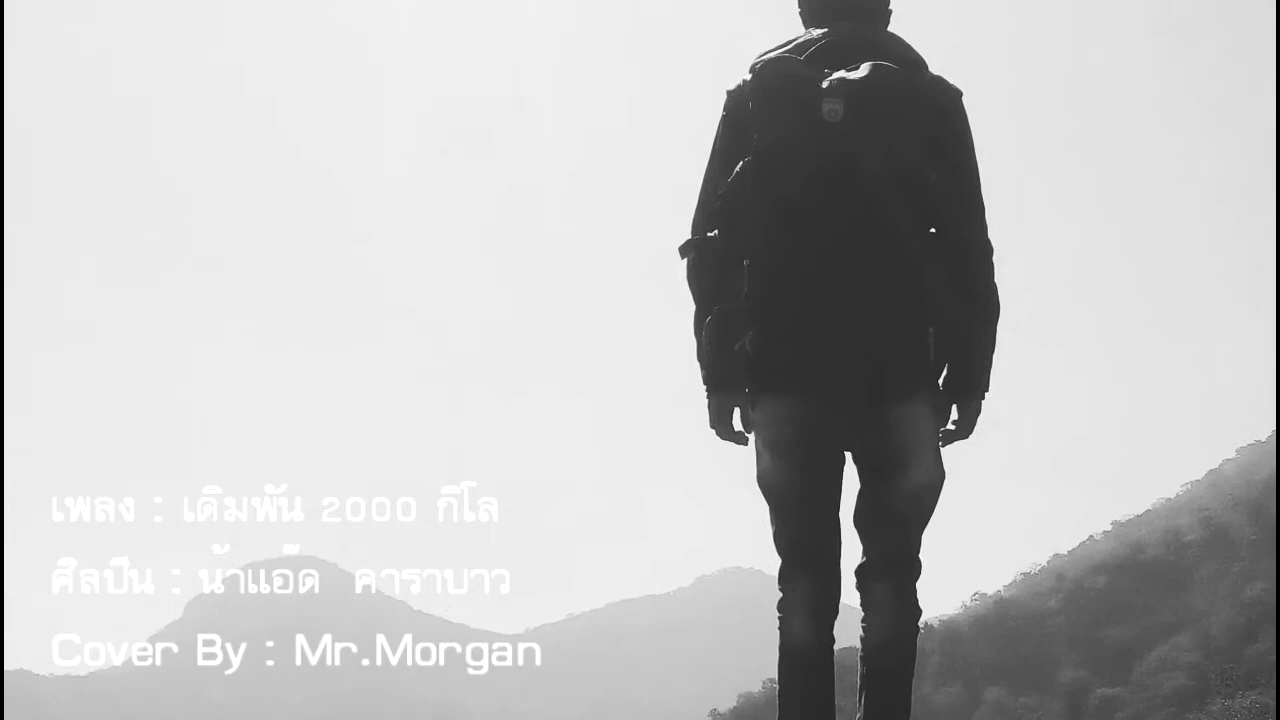 เพลง : เดิมพัน 2000 กิโล
ศิลปิน : น้าแอ๊ด คาราบาว
Cover By : Mr.Morgan